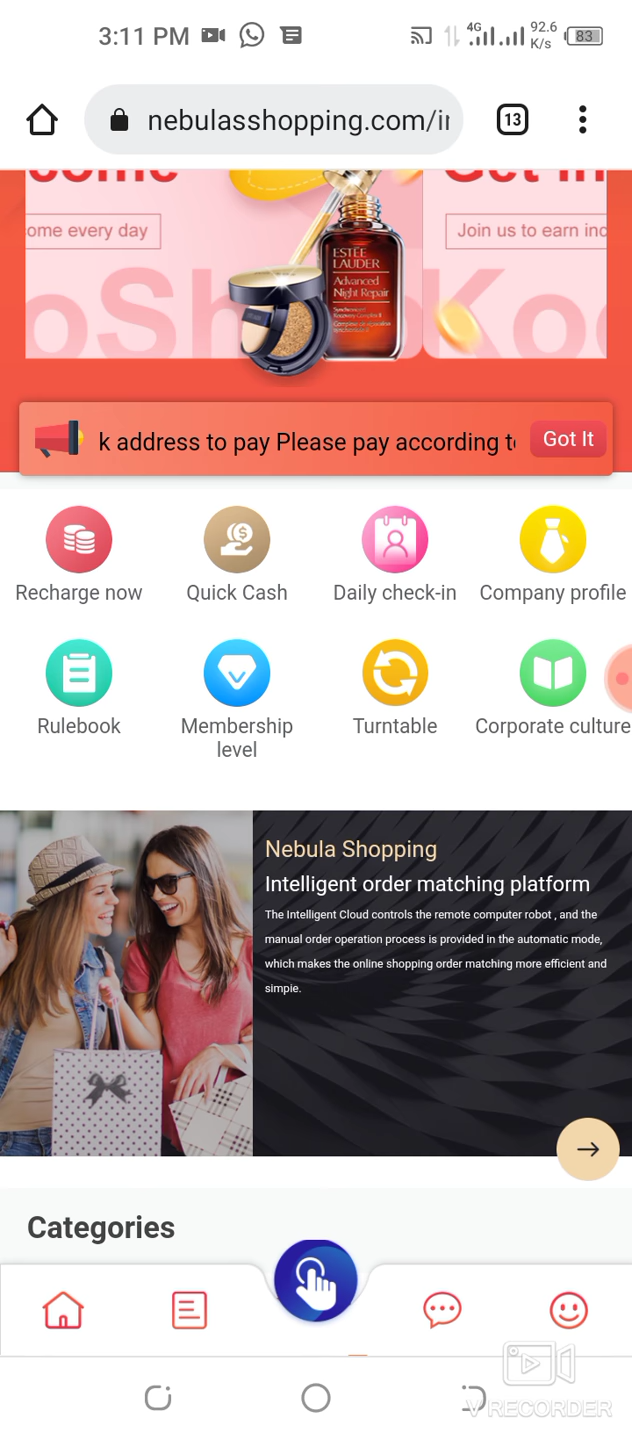 3:11 PM
4G
92.6
K/s
83
nebulasshopping.com/ir
13
ome every day
Join us to earn inc
ESTĒE
LAUDER
Advanced
Night Repair
k address to pay Please pay according to
Got It
Recharge now
Quick Cash
Daily check-in
Company profile
Rulebook
Membership
level
Turntable
Corporate culture
Nebula Shopping
Intelligent order matching platform
The Intelligent Cloud controls the remote computer robot , and the
manual order operation process is provided in the automatic mode,
which makes the online shopping order matching more efficient and
simpie.
Categories
V RECORDER